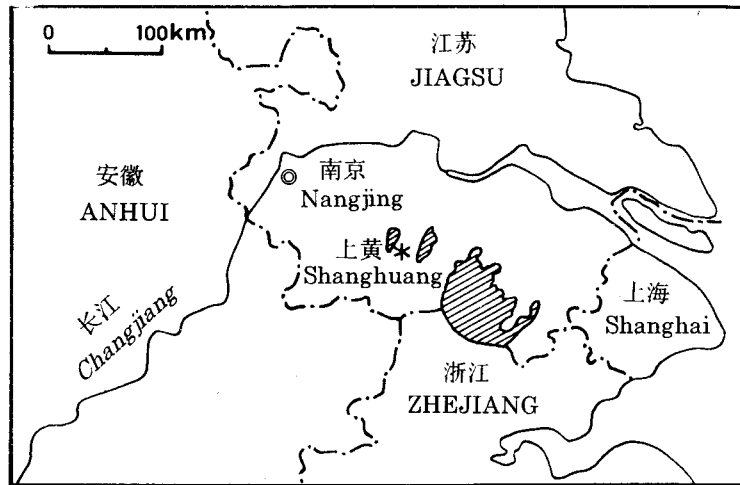 0 100km
江苏
JIAGSU
安徽
ANHUI
南京
Nangjing
上黄
Shanghuang
长江
Changjiang
上海
Shanghai
浙江
ZHEJIANG